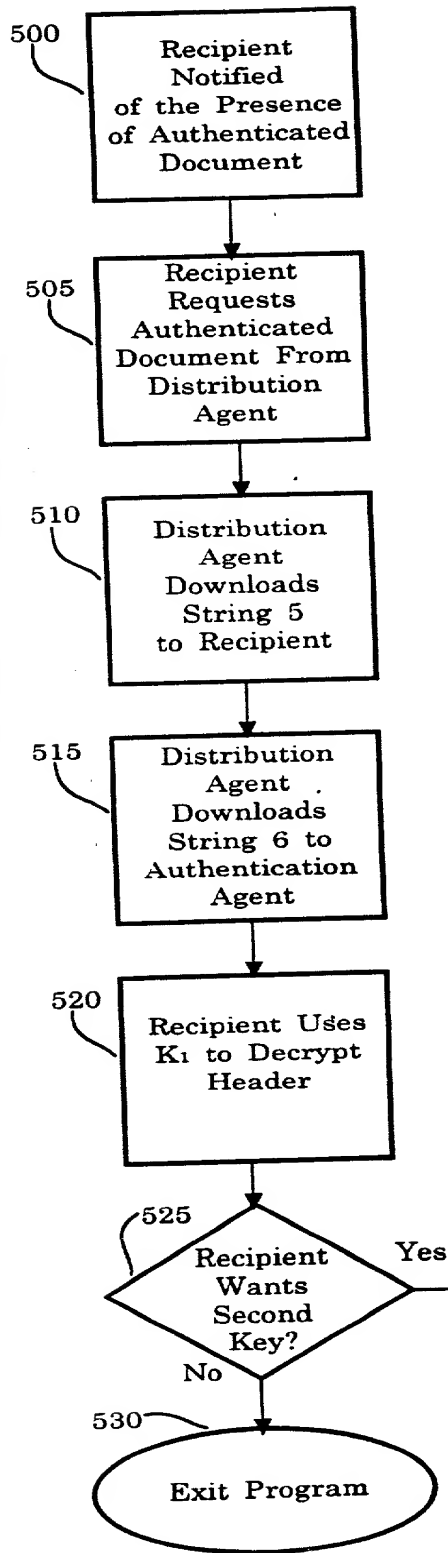 500
Recipient
Notified
of the Presence
of Authenticated
Document
505
Recipient
Requests
Authenticated
Document From
Distribution
Agent
510
Distribution
Agent
Downloads
String 5
to Recipient
515
Distribution
Agent
Downloads
String 6 to
Authentication
Agent
520
Recipient Uses
K1 to Decrypt
Header
525
Recipient
Wants
Second
Key?
Yes
No
530
Exit Program